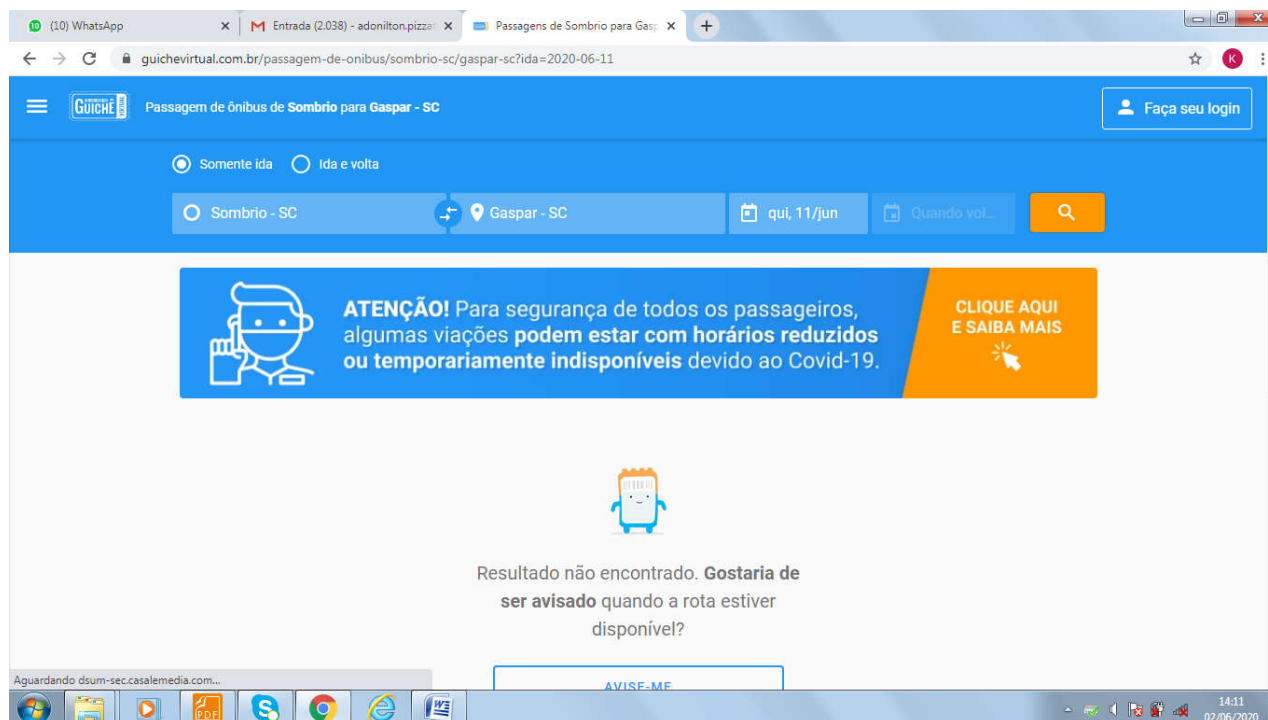 (10) WhatsApp
Entrada (2.038) - adonilton.pizza
Passagens de Sombrio para Gasp
guichevirtual.com.br/passagem-de-onibus/sombrio-sc/gaspar-sc?ida=2020-06-11
K
GUICHÊ VIRTUAL
Passagem de ônibus de Sombrio para Gaspar - SC
Faça seu login
Somente ida
Ida e volta
Sombrio - SC
Gaspar - SC
qui, 11/jun
Quando vol...
ATENÇÃO! Para segurança de todos os passageiros,
algumas viações podem estar com horários reduzidos
ou temporariamente indisponíveis devido ao Covid-19.
CLIQUE AQUI
E SAIBA MAIS
Resultado não encontrado. Gostaria de
ser avisado quando a rota estiver
disponível?
AVISE-ME
Aguardando dsum-sec.casalemedia.com...
PDF
14:11
02/06/2020